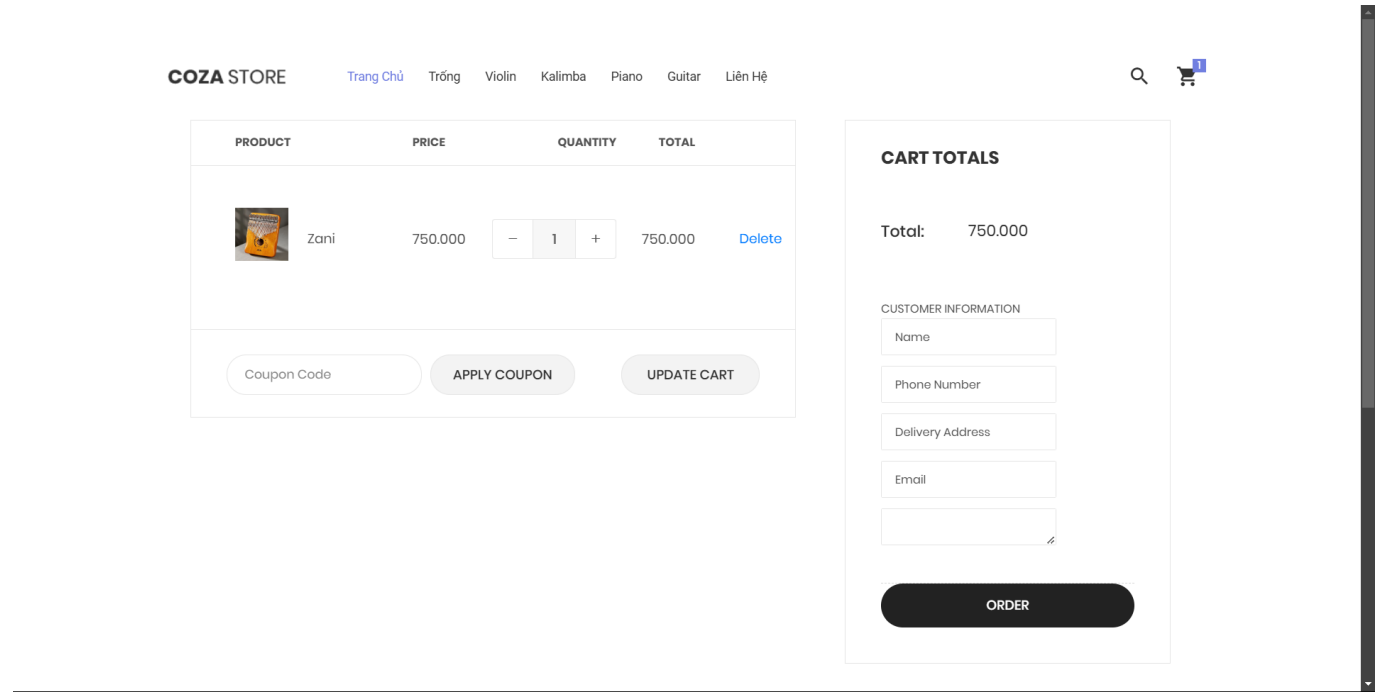 COZA STORE Trang Chủ Trống Violin Kalimba Piano Guitar Liên Hệ 1
PRODUCT PRICE QUANTITY TOTAL
Zani 750.000 − 1 + 750.000 Delete
Coupon Code APPLY COUPON UPDATE CART
CART TOTALS
Total: 750.000
CUSTOMER INFORMATION
Name
Phone Number
Delivery Address
Email
ORDER